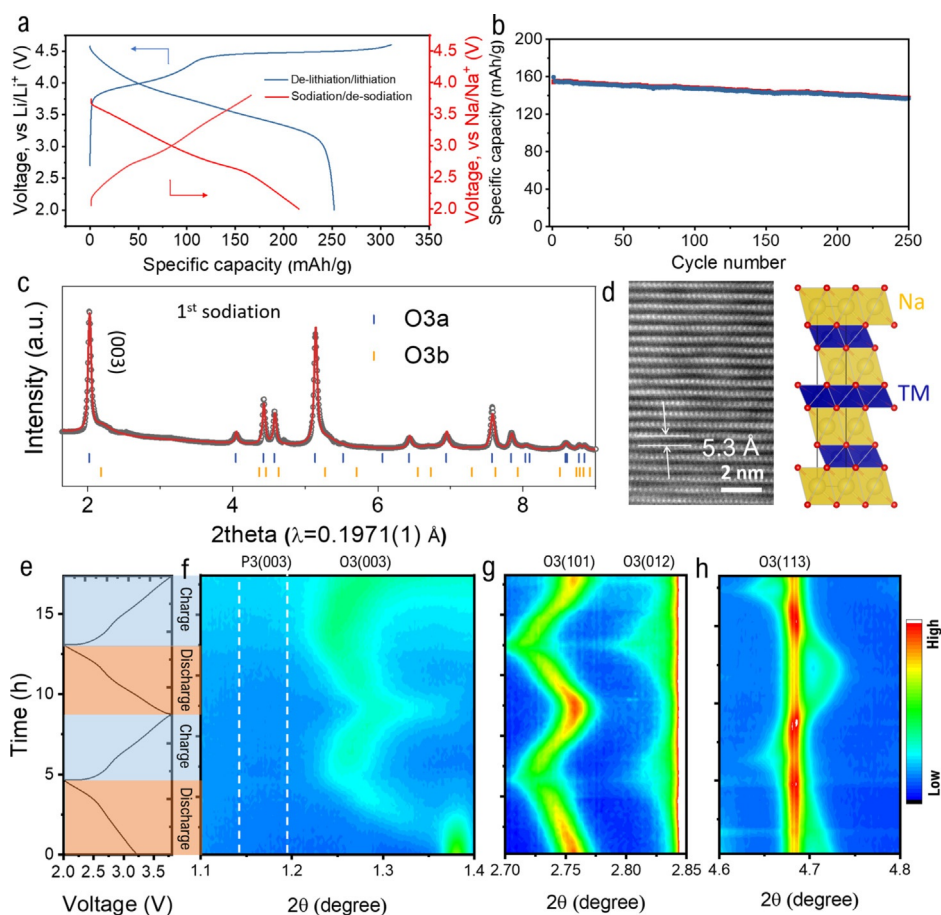 a
Voltage, vs Li/Li⁺ (V)
4.5
4.0
3.5
3.0
2.5
2.0
De-lithiation/lithiation
Sodiation/de-sodiation
4.5
4.0
3.5
3.0
2.5
2.0
Voltage, vs Na/Na⁺ (V)
0 50 100 150 200 250 300 350
Specific capacity (mAh/g)
b
Specific capacity (mAh/g)
200
160
120
80
40
0
0 50 100 150 200 250
Cycle number
c
Intensity (a.u.)
(003)
1st sodiation
O3a
O3b
2 4 6 8
2theta (λ=0.1971(1) Å)
d
5.3 Å
2 nm
Na
TM
e
Time (h)
15
10
5
0
Charge
Discharge
Charge
Discharge
2.0 2.5 3.0 3.5
Voltage (V)
f
P3(003) O3(003)
1.1 1.2 1.3 1.4
2θ (degree)
g
O3(101) O3(012)
2.70 2.75 2.80 2.85
2θ (degree)
h
O3(113)
4.6 4.7 4.8
2θ (degree)
High
Low